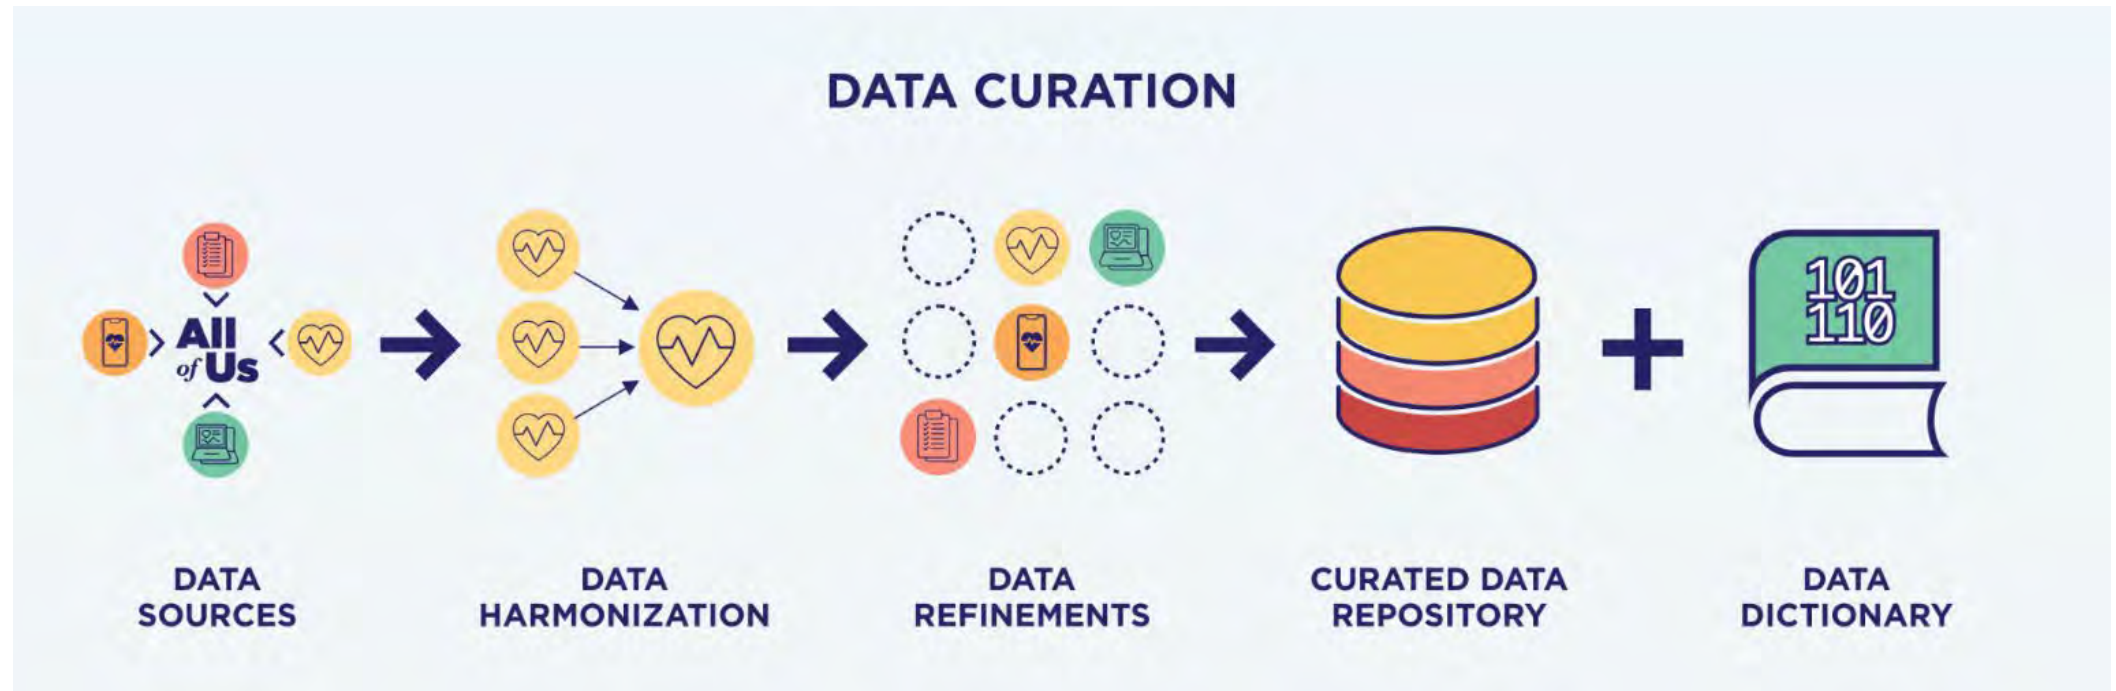 DATA CURATION
All
of Us
101
110
DATA
SOURCES
DATA
HARMONIZATION
DATA
REFINEMENTS
CURATED DATA
REPOSITORY
DATA
DICTIONARY